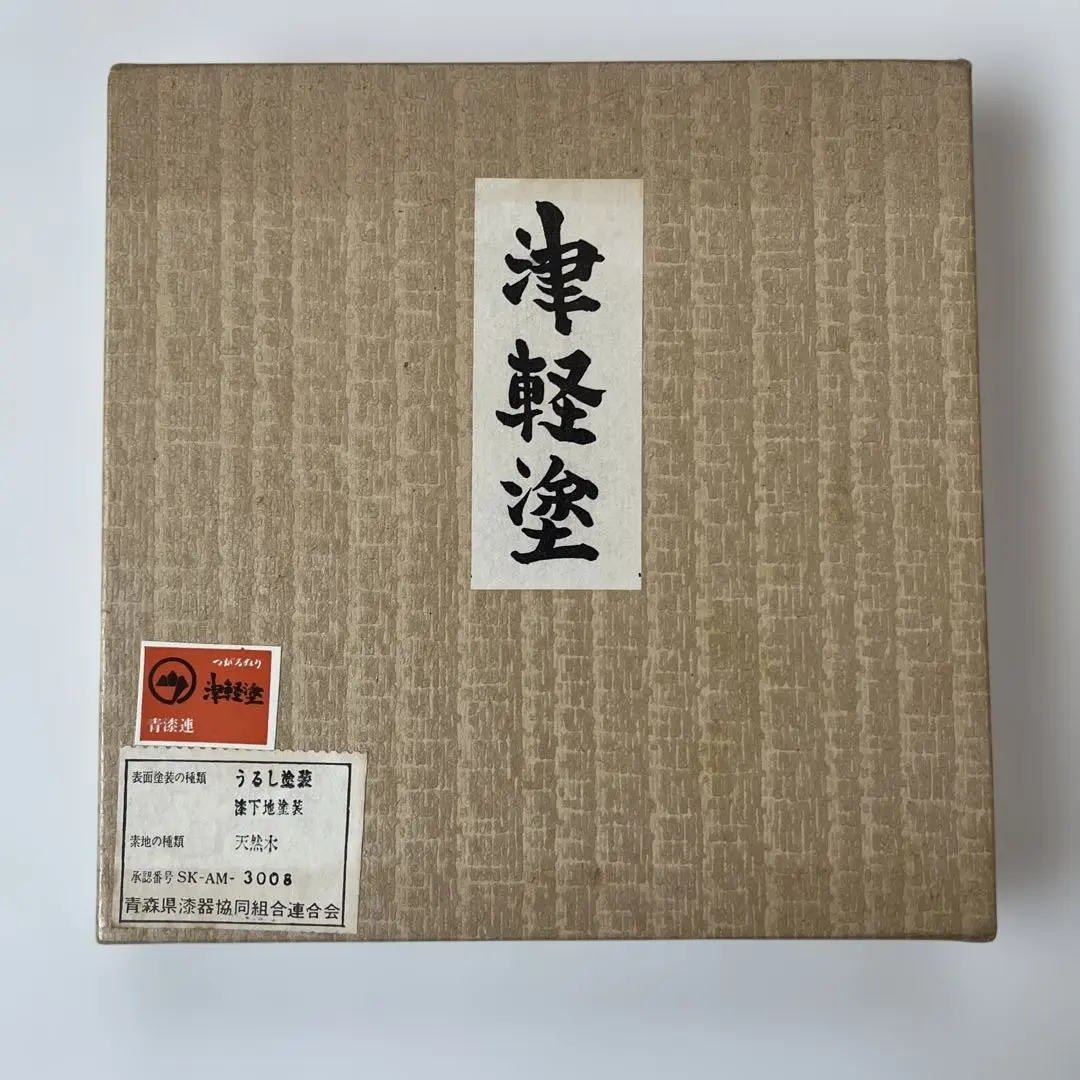 津軽塗
つがるぬり
津軽塗
青漆連
表面塗装の種類 うるし塗装
漆下地塗装
素地の種類 天然木
承認番号 SK-AM- 3008
青森県漆器協同組合連合会